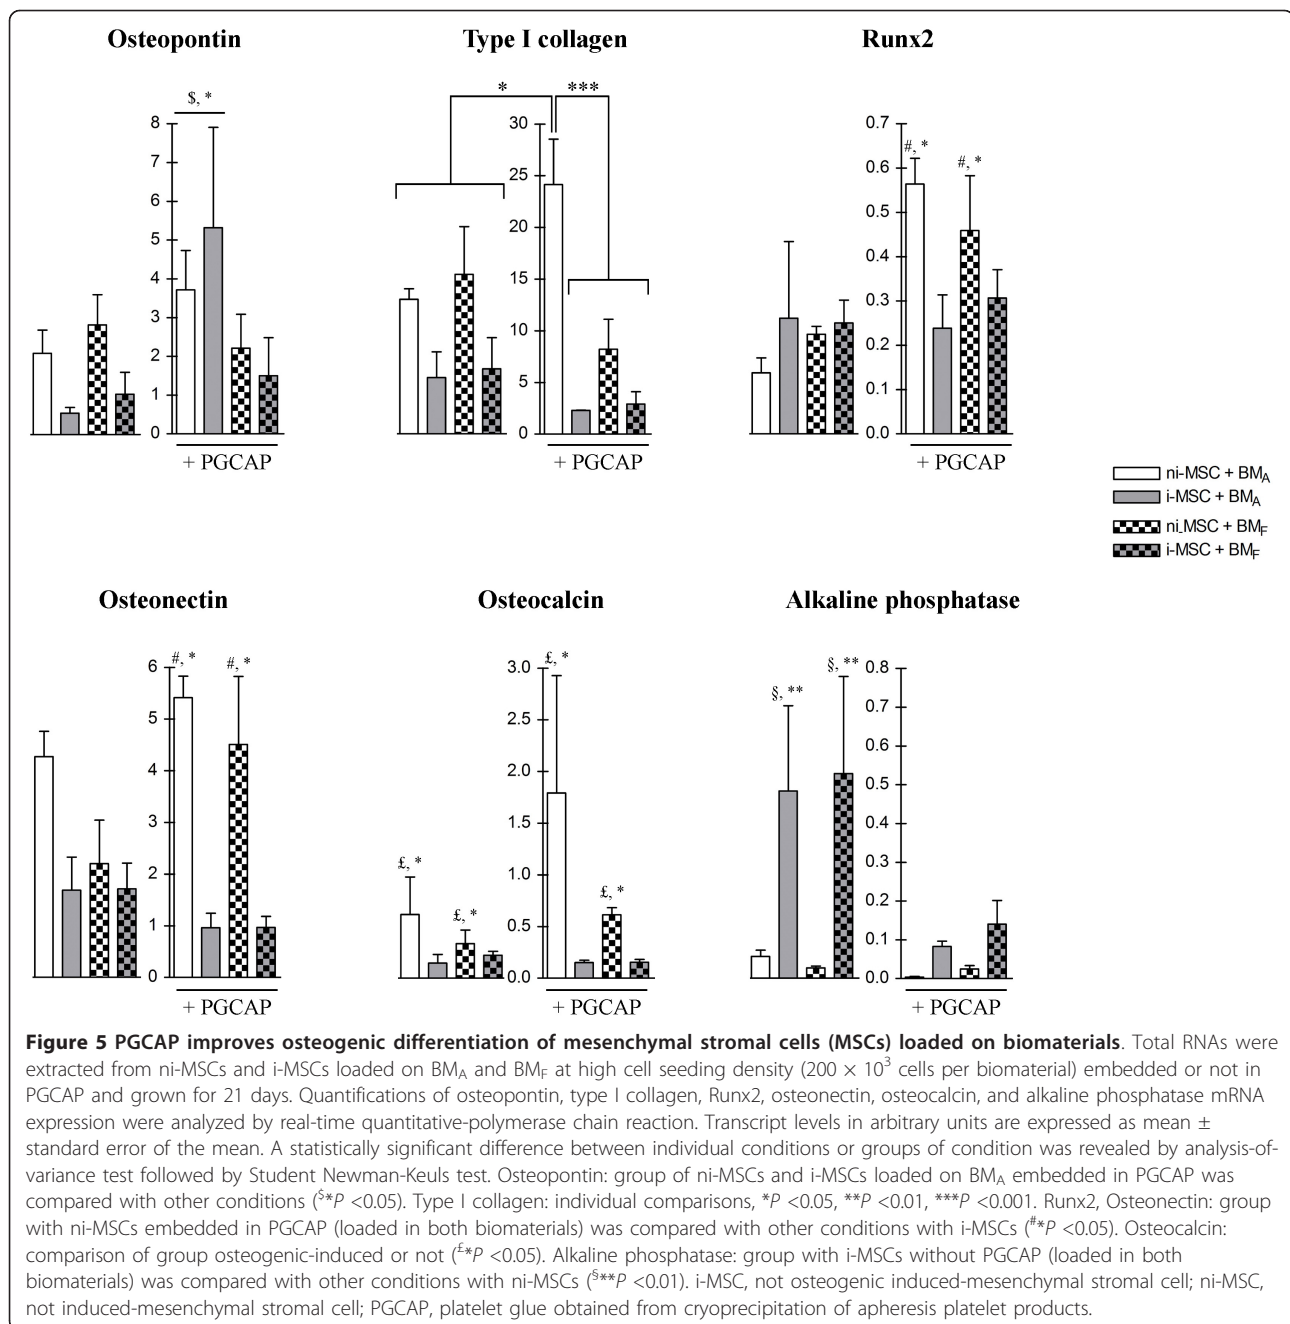 Osteopontin
$, *
8
7
6
5
4
3
2
1
0
+ PGCAP
Type I collagen
*
***
30
25
20
15
10
5
0
+ PGCAP
Runx2
0.7
#, *
#, *
0.6
0.5
0.4
0.3
0.2
0.1
0.0
+ PGCAP
ni-MSC + BMA
i-MSC + BMA
ni-MSC + BMF
i-MSC + BMF
Osteonectin
#, *
#, *
6
5
4
3
2
1
0
+ PGCAP
Osteocalcin
£, *
£, *
£, *
£, *
3.0
2.5
2.0
1.5
1.0
0.5
0.0
+ PGCAP
Alkaline phosphatase
§, **
§, **
0.8
0.7
0.6
0.5
0.4
0.3
0.2
0.1
0.0
+ PGCAP
Figure 5 PGCAP improves osteogenic differentiation of mesenchymal stromal cells (MSCs) loaded on biomaterials. Total RNAs were
extracted from ni-MSCs and i-MSCs loaded on BMA and BMF at high cell seeding density (200 × 10³ cells per biomaterial) embedded or not in
PGCAP and grown for 21 days. Quantifications of osteopontin, type I collagen, Runx2, osteonectin, osteocalcin, and alkaline phosphatase mRNA
expression were analyzed by real-time quantitative-polymerase chain reaction. Transcript levels in arbitrary units are expressed as mean ±
standard error of the mean. A statistically significant difference between individual conditions or groups of condition was revealed by analysis-of-
variance test followed by Student Newman-Keuls test. Osteopontin: group of ni-MSCs and i-MSCs loaded on BMA embedded in PGCAP was
compared with other conditions ($*P <0.05). Type I collagen: individual comparisons, *P <0.05, **P <0.01, ***P <0.001. Runx2, Osteonectin: group
with ni-MSCs embedded in PGCAP (loaded in both biomaterials) was compared with other conditions with i-MSCs (#*P <0.05). Osteocalcin:
comparison of group osteogenic-induced or not (£*P <0.05). Alkaline phosphatase: group with i-MSCs without PGCAP (loaded in both
biomaterials) was compared with other conditions with ni-MSCs (§**P <0.01). i-MSC, not osteogenic induced-mesenchymal stromal cell; ni-MSC,
not induced-mesenchymal stromal cell; PGCAP, platelet glue obtained from cryoprecipitation of apheresis platelet products.